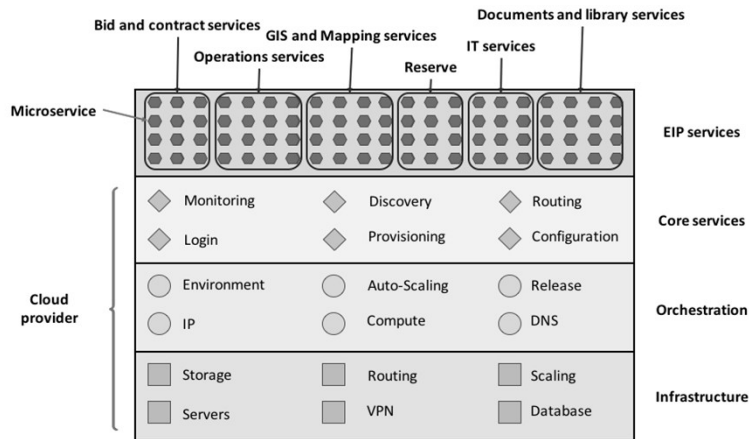 Documents and library services
Bid and contract services
GIS and Mapping services
IT services
Operations services
Reserve
Microservice
EIP services
Monitoring
Discovery
Routing
Core services
Login
Provisioning
Configuration
Cloud
provider
Environment
Auto-Scaling
Release
Orchestration
IP
Compute
DNS
Storage
Routing
Scaling
Infrastructure
Servers
VPN
Database